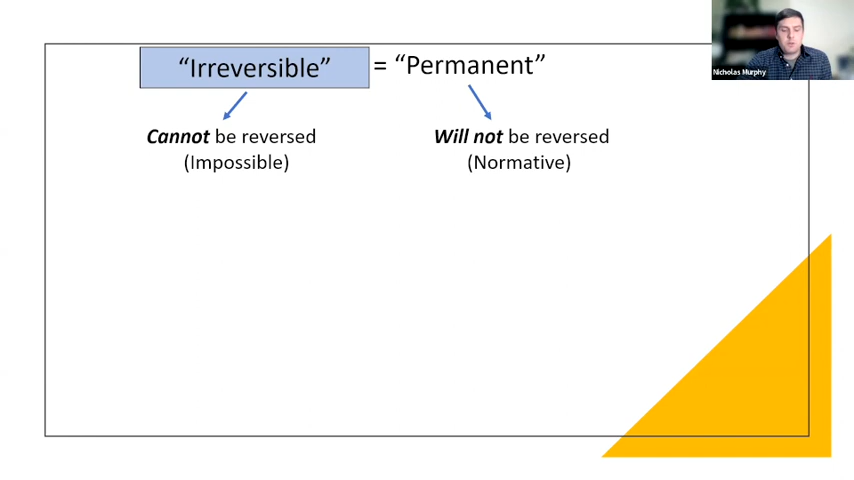 “Irreversible” = “Permanent”
Cannot be reversed
(Impossible)
Will not be reversed
(Normative)
Nicholas Murphy